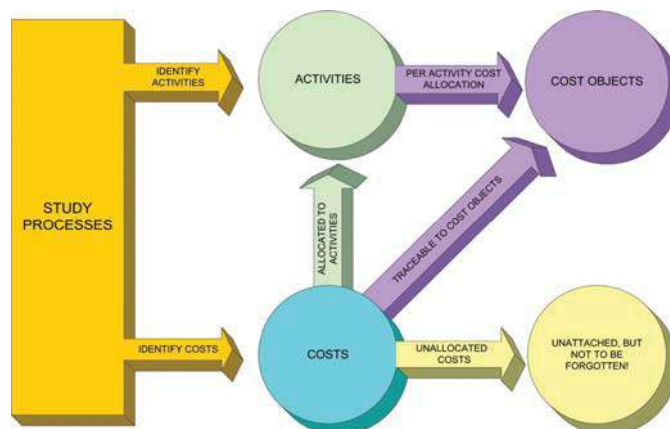 IDENTIFY
ACTIVITIES
ACTIVITIES
PER ACTIVITY COST
ALLOCATION
COST OBJECTS
STUDY
PROCESSES
ALLOCATED TO
ACTIVITIES
TRACEABLE TO COST OBJECTS
IDENTIFY COSTS
COSTS
UNALLOCATED
COSTS
UNATTACHED, BUT
NOT TO BE
FORGOTTEN!